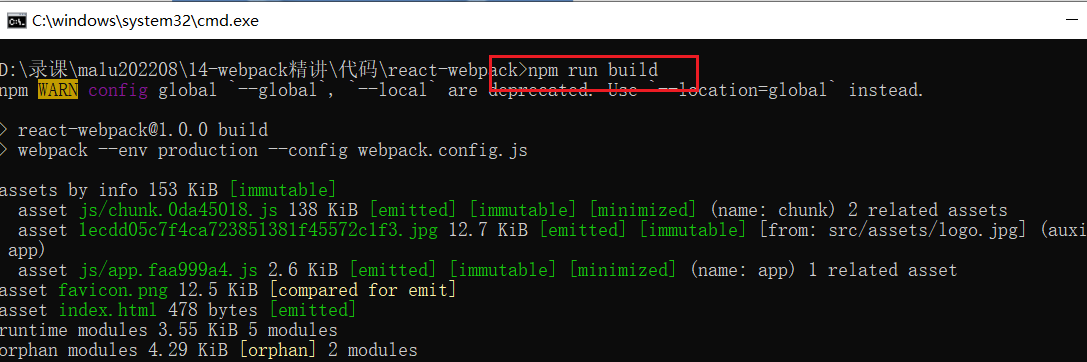 C:\windows\system32\cmd.exe
D:\录课\malu202208\14-webpack精讲\代码\react-webpack>npm run build
npm WARN config global `--global`, `--local` are deprecated. Use `--location=global` instead.
> react-webpack@1.0.0 build
> webpack --env production --config webpack.config.js
assets by info 153 KiB [immutable]
asset js/chunk.0da45018.js 138 KiB [emitted] [immutable] [minimized] (name: chunk) 2 related assets
asset 1ecdd05c7f4ca723851381f45572c1f3.jpg 12.7 KiB [emitted] [immutable] [from: src/assets/logo.jpg] (auxi
app)
asset js/app.faa999a4.js 2.6 KiB [emitted] [immutable] [minimized] (name: app) 1 related asset
asset favicon.png 12.5 KiB [compared for emit]
asset index.html 478 bytes [emitted]
runtime modules 3.55 KiB 5 modules
orphan modules 4.29 KiB [orphan] 2 modules